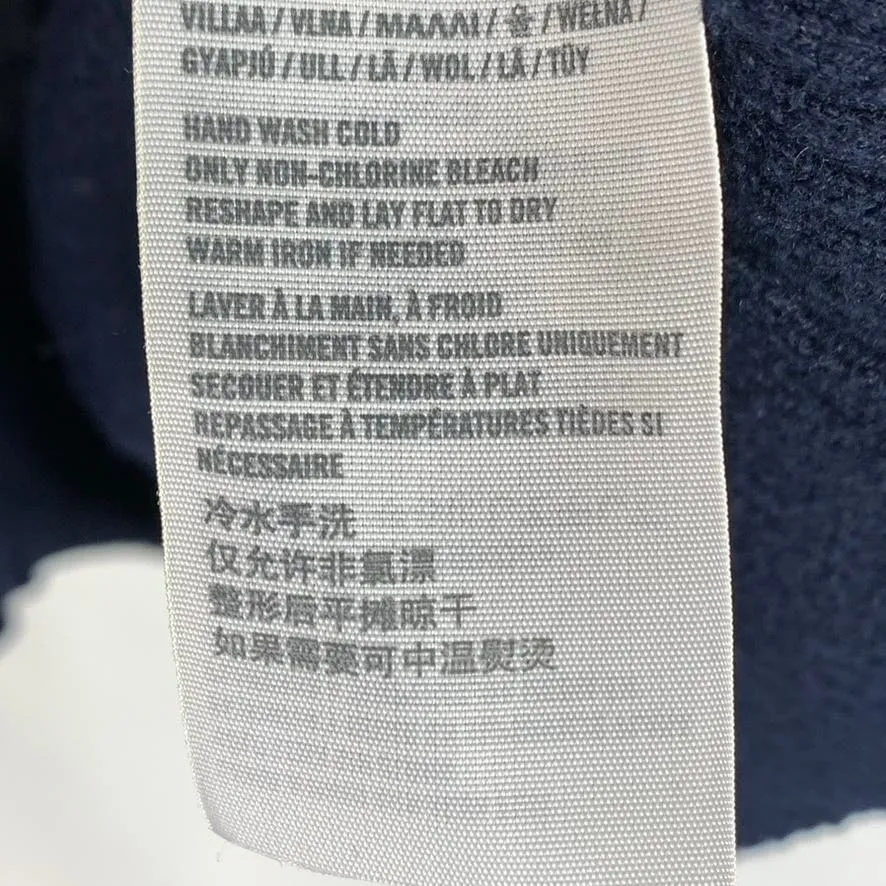 VILLAA / VLNA / ΜΑΛΛΙ / 울 / WEŁNA /
GYAPJÚ / ULL / LÃ / WOL / LÂ / TÜY
HAND WASH COLD
ONLY NON-CHLORINE BLEACH
RESHAPE AND LAY FLAT TO DRY
WARM IRON IF NEEDED
LAVER À LA MAIN, À FROID
BLANCHIMENT SANS CHLORE UNIQUEMENT
SECOUER ET ÉTENDRE À PLAT
REPASSAGE À TEMPÉRATURES TIÈDES SI
NÉCESSAIRE
冷水手洗
仅允许非氯漂
整形后平摊晾干
如果需要可中温熨烫